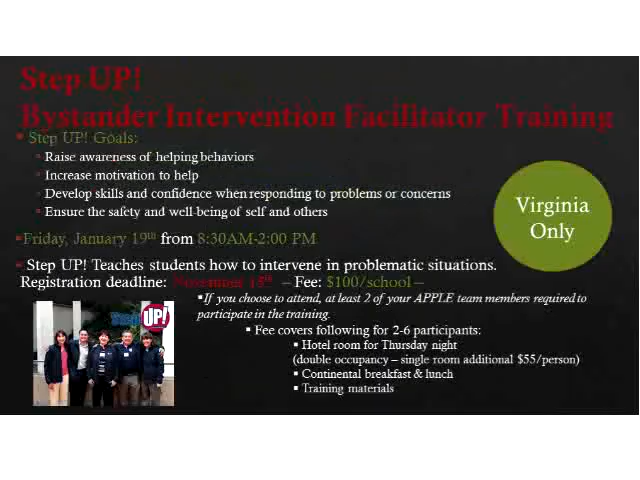 Step UP!
Bystander Intervention Facilitator Training
Step UP! Goals:
Raise awareness of helping behaviors
Increase motivation to help
Develop skills and confidence when responding to problems or concerns
Ensure the safety and well-being of self and others
Virginia
Only
Friday, January 19th from 8:30AM-2:00 PM
Step UP! Teaches students how to intervene in problematic situations.
Registration deadline: November 15th – Fee: $100/school –
If you choose to attend, at least 2 of your APPLE team members required to
participate in the training.
Fee covers following for 2-6 participants:
Hotel room for Thursday night
(double occupancy – single room additional $55/person)
Continental breakfast & lunch
Training materials
Step UP!